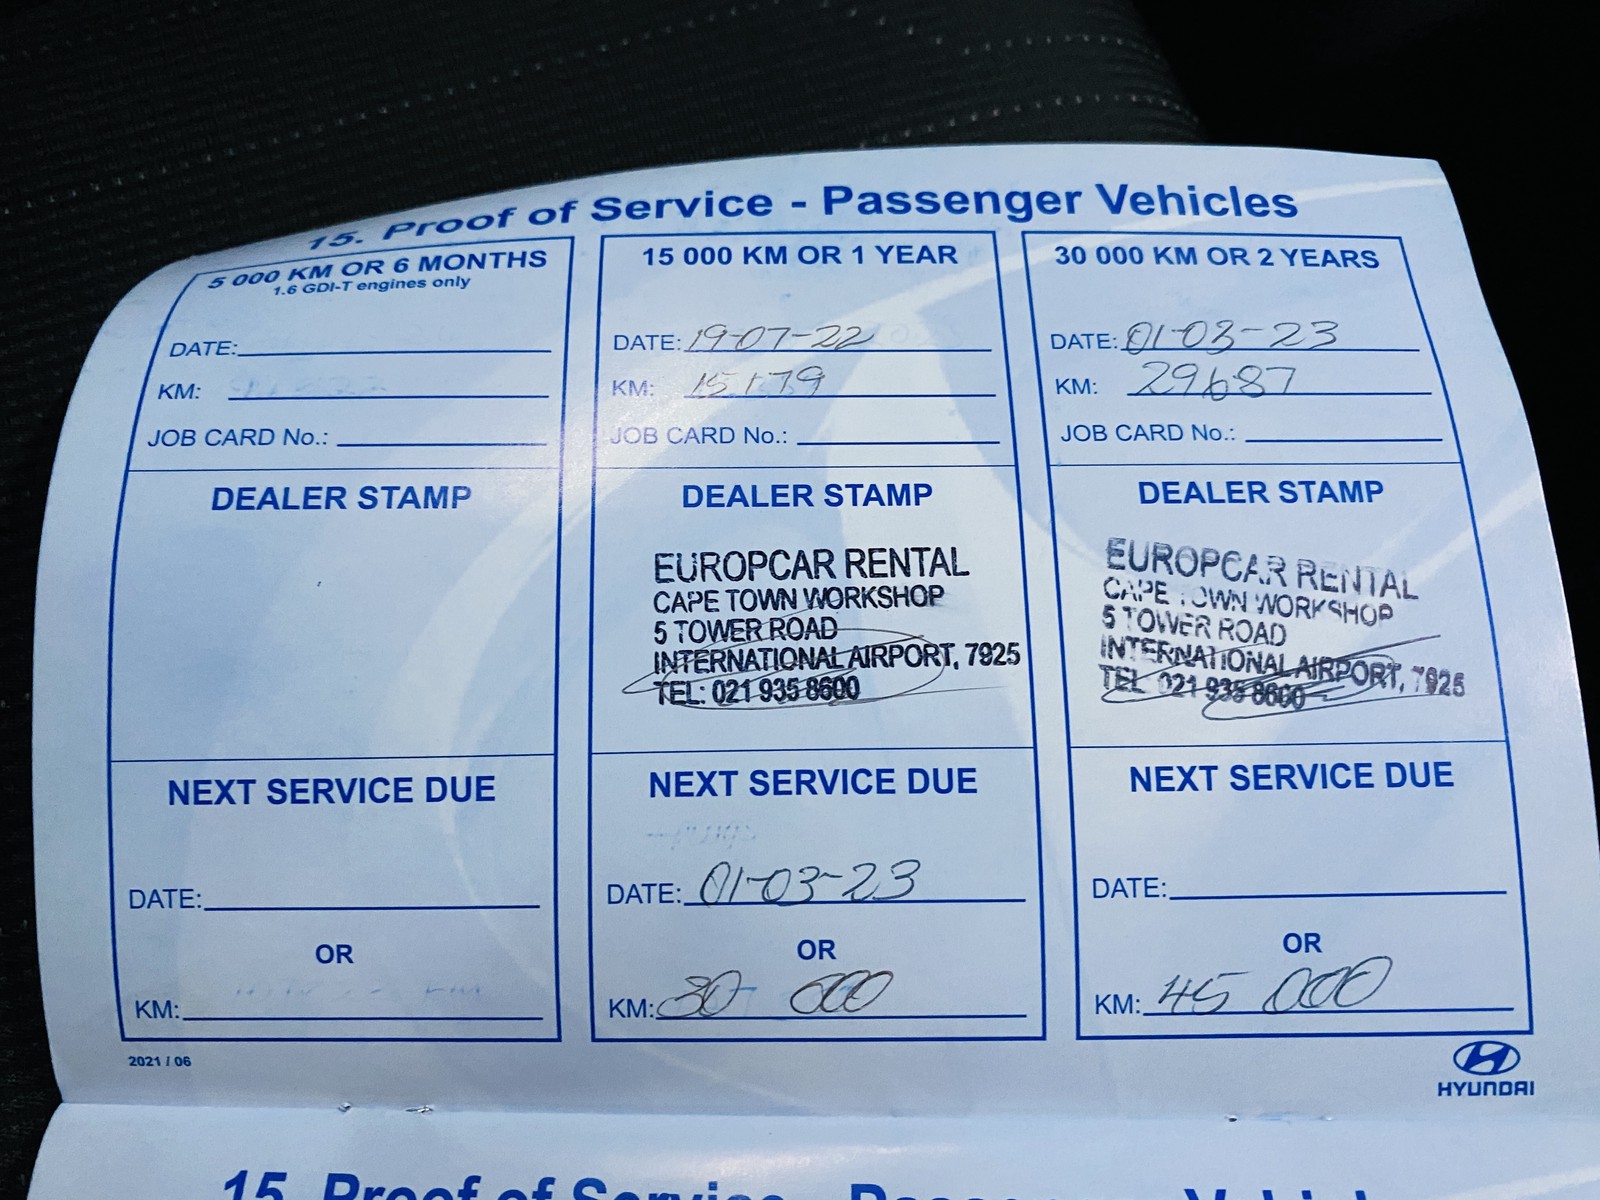 15. Proof of Service - Passenger Vehicles
5 000 KM OR 6 MONTHS
1.6 GDI-T engines only
DATE:
KM:
JOB CARD No.:
DEALER STAMP
NEXT SERVICE DUE
DATE:
OR
KM:
15 000 KM OR 1 YEAR
DATE: 19-07-22
KM: 15179
JOB CARD No.:
DEALER STAMP
EUROPCAR RENTAL
CAPE TOWN WORKSHOP
5 TOWER ROAD
INTERNATIONAL AIRPORT, 7925
TEL: 021 935 8600
NEXT SERVICE DUE
DATE: 01-03-23
OR
KM: 30 000
30 000 KM OR 2 YEARS
DATE: 01-03-23
KM: 29687
JOB CARD No.:
DEALER STAMP
EUROPCAR RENTAL
CAPE TOWN WORKSHOP
5 TOWER ROAD
INTERNATIONAL AIRPORT, 7925
TEL 021 935 8600
NEXT SERVICE DUE
DATE:
OR
KM: 45 000
2021 / 06
HYUNDAI
15. Proof of Service - Passenger Vehicles